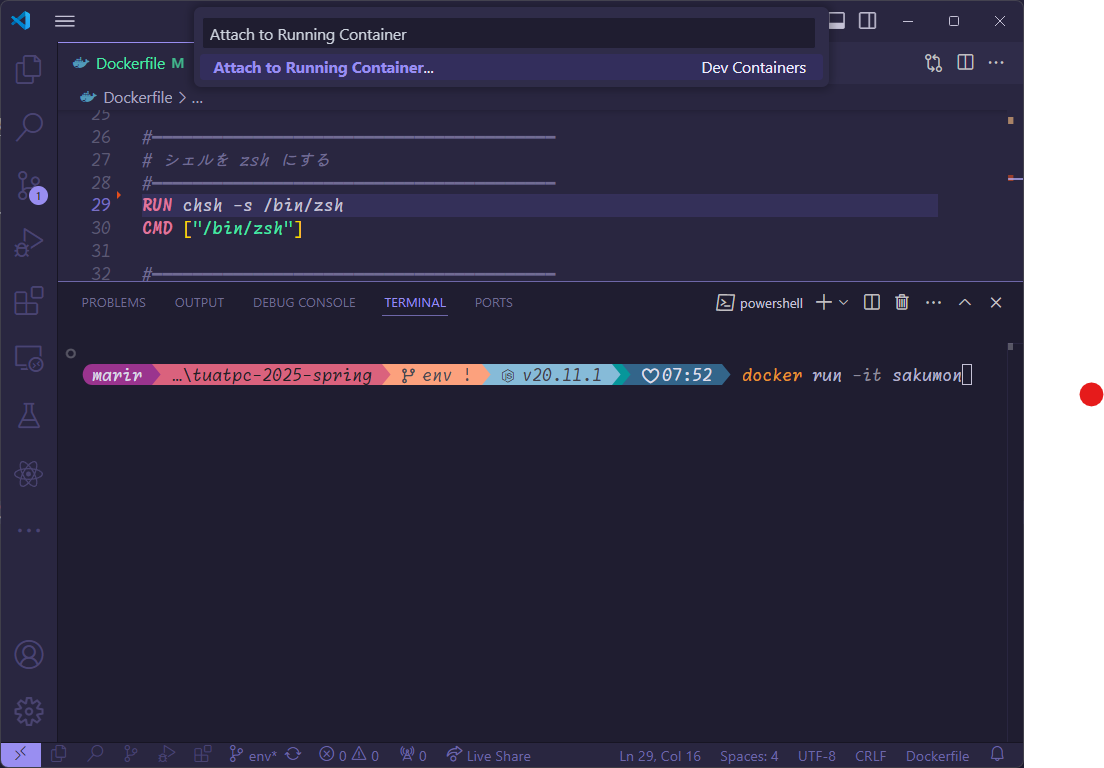 Attach to Running Container
Attach to Running Container...
Dev Containers
Dockerfile M
Dockerfile > ...
25
26 #
27 # シェルを zsh にする
28 #
29 RUN chsh -s /bin/zsh
30 CMD ["/bin/zsh"]
31
32 #
1
PROBLEMS OUTPUT DEBUG CONSOLE TERMINAL PORTS
powershell
marir …\tuatpc-2025-spring env ! v20.11.1 07:52 docker run -it sakumon
env* 0 0 0 Live Share Ln 29, Col 16 Spaces: 4 UTF-8 CRLF Dockerfile